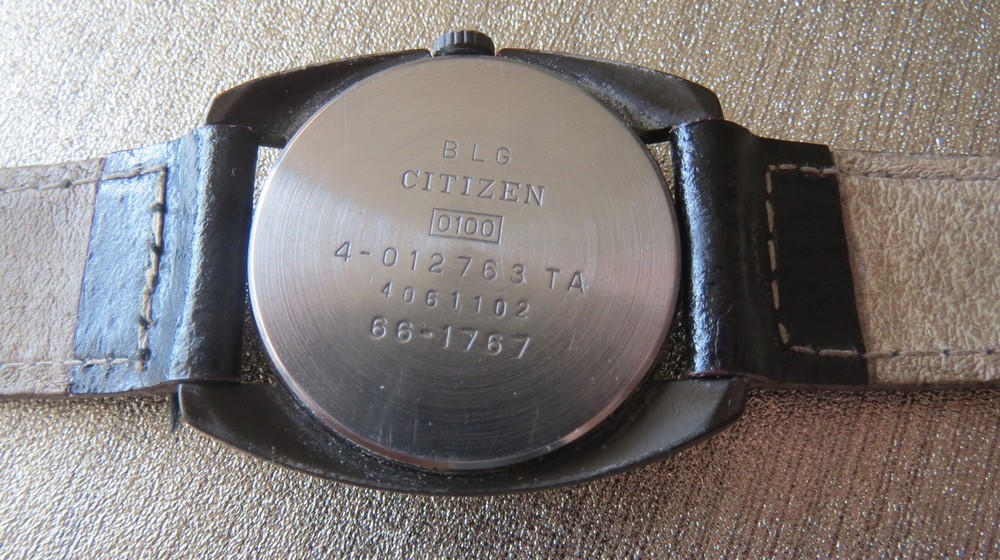 BLG
CITIZEN
0100
4-012763 TA
4061102
66-1767